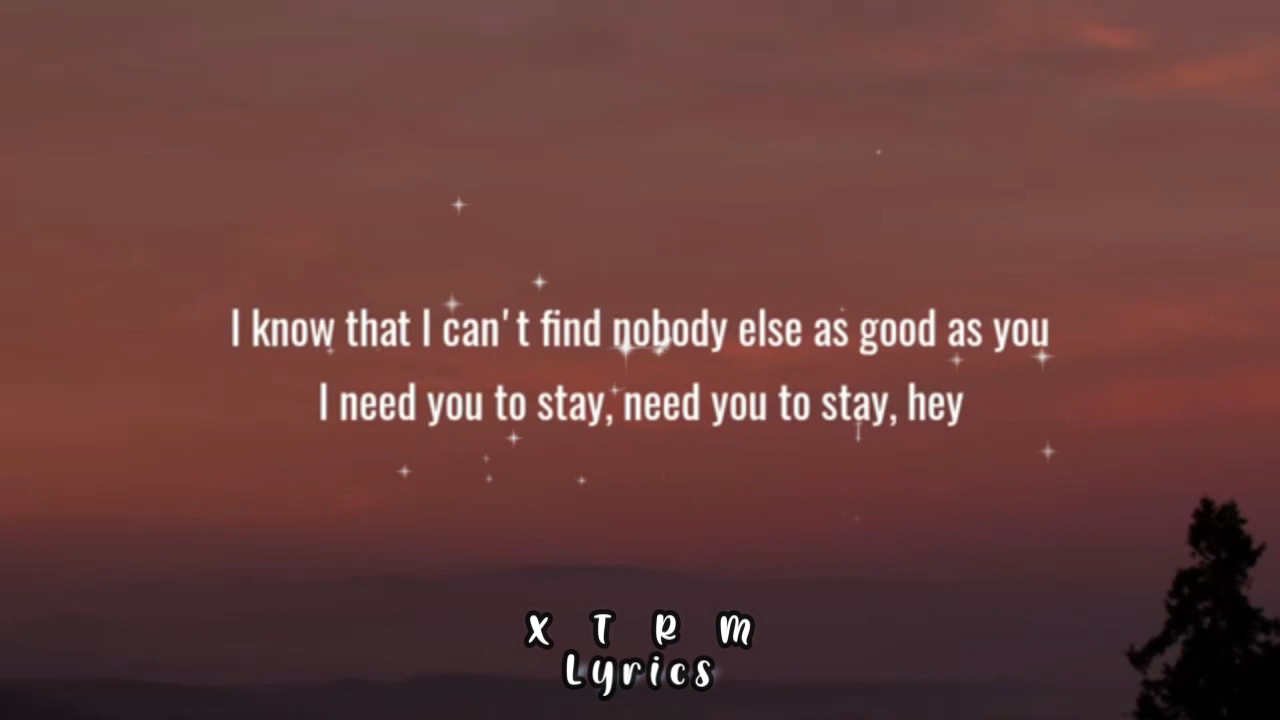 I know that I can't find nobody else as good as you
I need you to stay, need you to stay, hey
X T R M
Lyrics